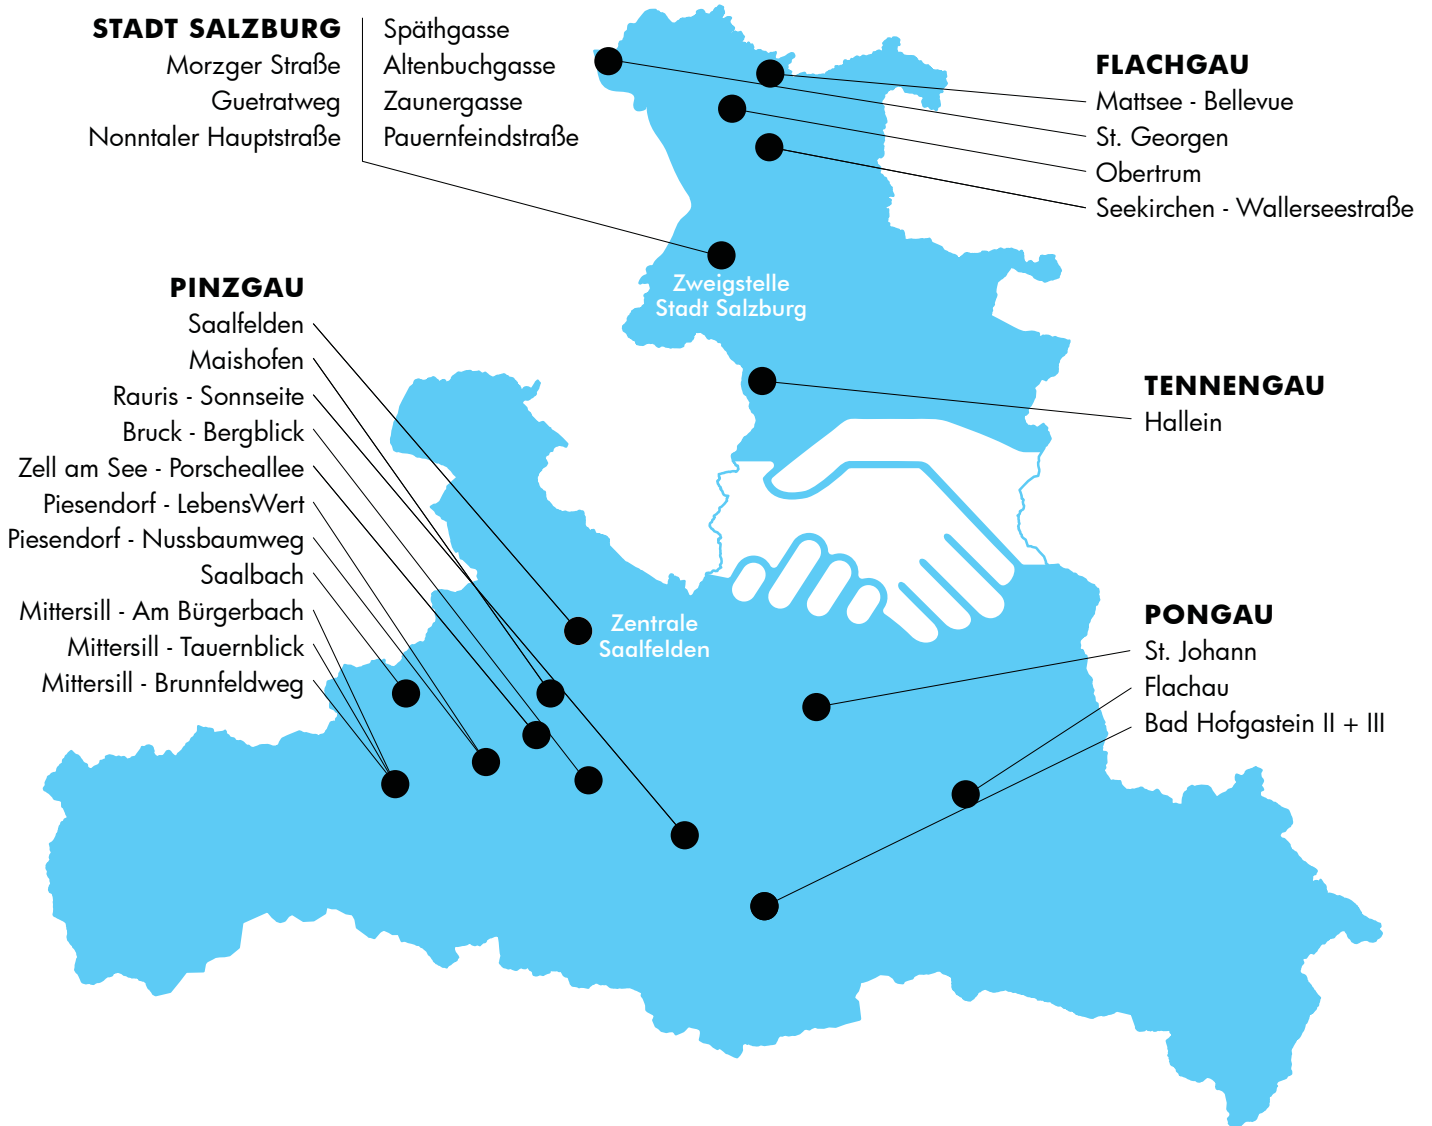 STADT SALZBURG
Morzger Straße
Guetratweg
Nonntaler Hauptstraße
Späthgasse
Altenbuchgasse
Zaunergasse
Pauernfeindstraße
FLACHGAU
Mattsee - Bellevue
St. Georgen
Obertrum
Seekirchen - Wallerseestraße
Zweigstelle
Stadt Salzburg
PINZGAU
Saalfelden
Maishofen
Rauris - Sonnseite
Bruck - Bergblick
Zell am See - Porscheallee
Piesendorf - LebensWert
Piesendorf - Nussbaumweg
Saalbach
Mittersill - Am Bürgerbach
Mittersill - Tauernblick
Mittersill - Brunnfeldweg
TENNENGAU
Hallein
Zentrale
Saalfelden
PONGAU
St. Johann
Flachau
Bad Hofgastein II + III